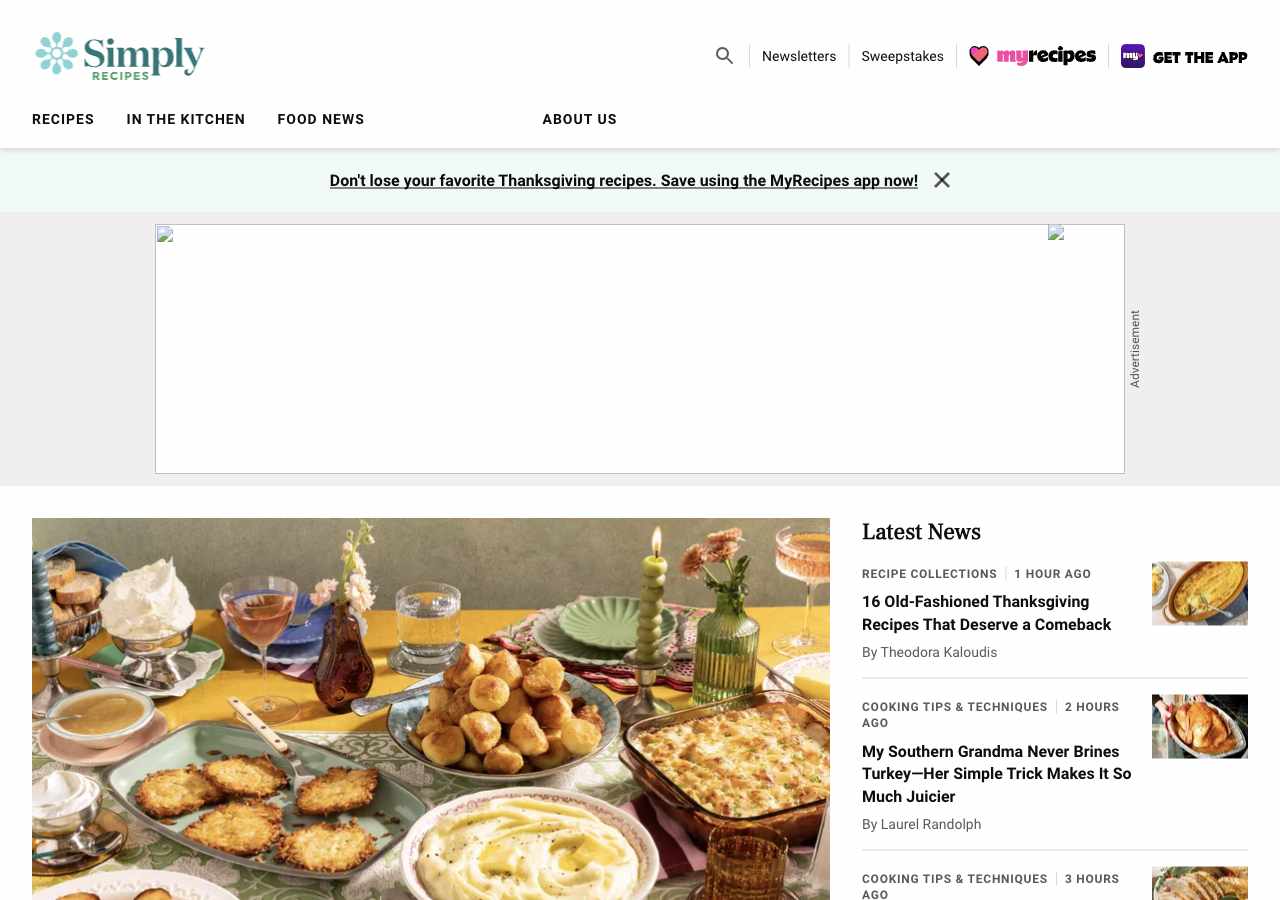 Simply
RECIPES
Newsletters
Sweepstakes
myrecipes
my
GET THE APP
RECIPES
IN THE KITCHEN
FOOD NEWS
ABOUT US
Don't lose your favorite Thanksgiving recipes. Save using the MyRecipes app now!
Advertisement
Latest News
RECIPE COLLECTIONS 1 HOUR AGO
16 Old-Fashioned Thanksgiving
Recipes That Deserve a Comeback
By Theodora Kaloudis
COOKING TIPS & TECHNIQUES 2 HOURS
AGO
My Southern Grandma Never Brines
Turkey—Her Simple Trick Makes It So
Much Juicier
By Laurel Randolph
COOKING TIPS & TECHNIQUES 3 HOURS
AGO